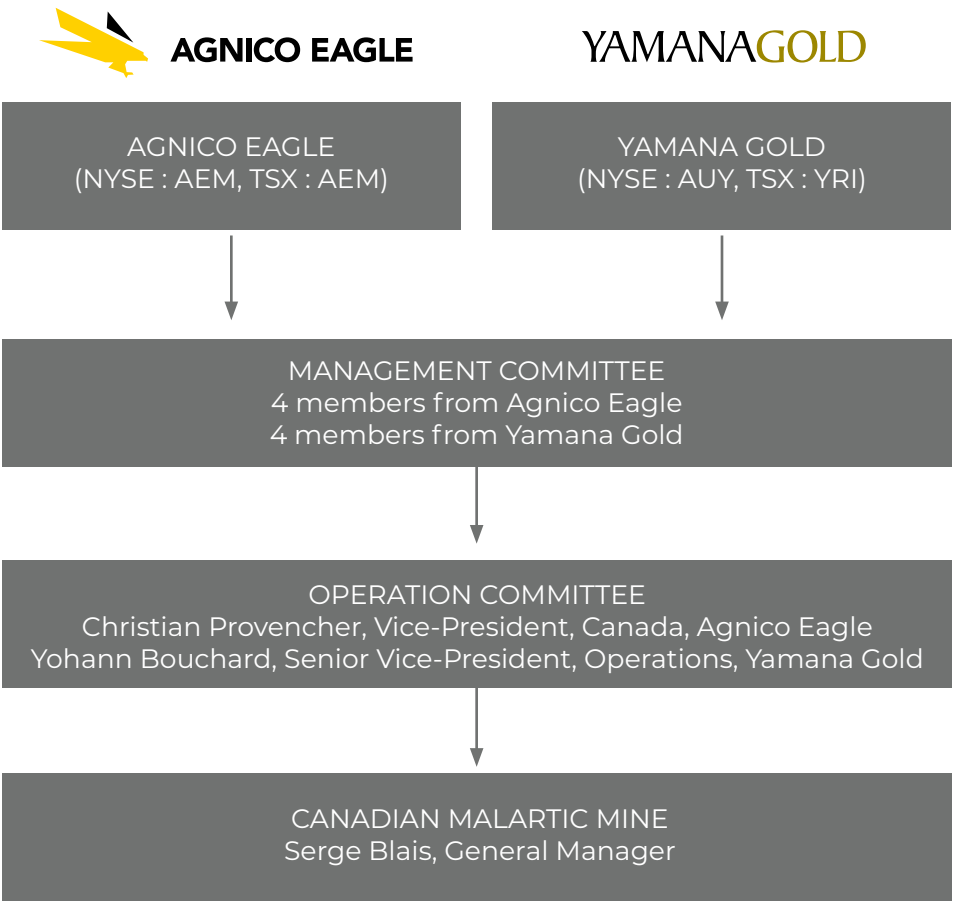 AGNICO EAGLE
YAMANAGOLD
AGNICO EAGLE
(NYSE : AEM, TSX : AEM)
YAMANA GOLD
(NYSE : AUY, TSX : YRI)
MANAGEMENT COMMITTEE
4 members from Agnico Eagle
4 members from Yamana Gold
OPERATION COMMITTEE
Christian Provencher, Vice-President, Canada, Agnico Eagle
Yohann Bouchard, Senior Vice-President, Operations, Yamana Gold
CANADIAN MALARTIC MINE
Serge Blais, General Manager